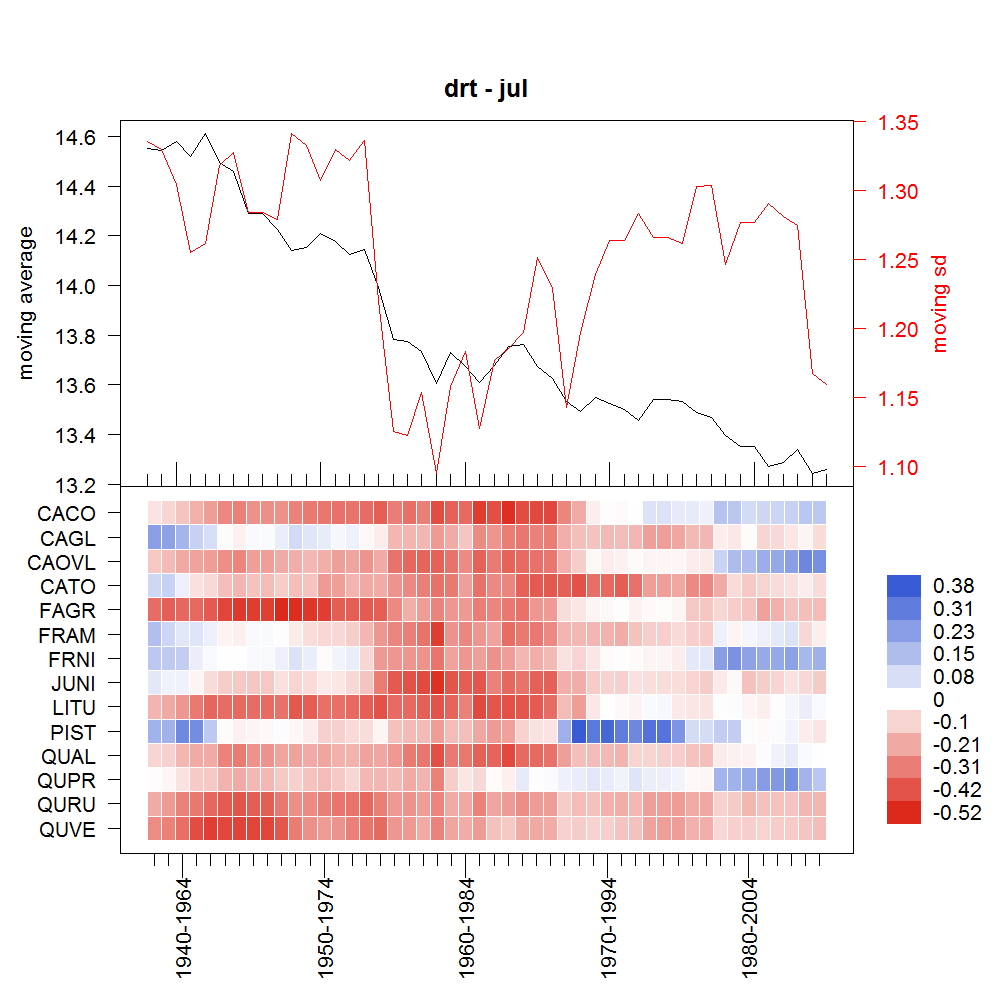 drt - jul
moving average
14.6
14.4
14.2
14.0
13.8
13.6
13.4
13.2
1.35
1.30
1.25
1.20
1.15
1.10
moving sd
CACO
CAGL
CAOVL
CATO
FAGR
FRAM
FRNI
JUNI
LITU
PIST
QUAL
QUPR
QURU
QUVE
0.38
0.31
0.23
0.15
0.08
0
-0.1
-0.21
-0.31
-0.42
-0.52
1940-1964
1950-1974
1960-1984
1970-1994
1980-2004